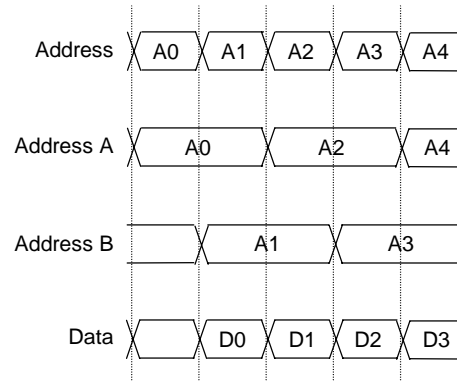 Address A0 A1 A2 A3 A4
Address A A0 A2 A4
Address B A1 A3
Data D0 D1 D2 D3